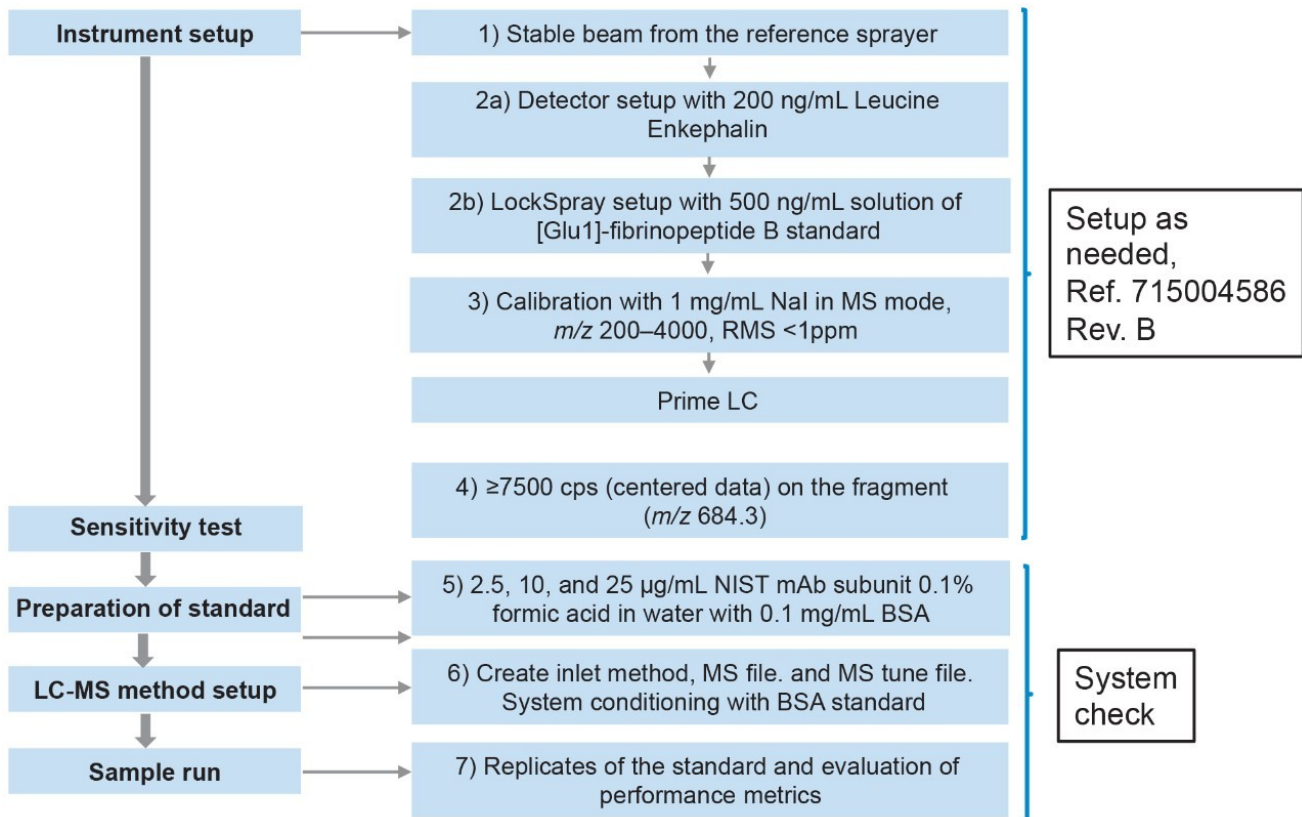 Instrument setup
1) Stable beam from the reference sprayer
2a) Detector setup with 200 ng/mL Leucine
Enkephalin
2b) LockSpray setup with 500 ng/mL solution of
[Glu1]-fibrinopeptide B standard
3) Calibration with 1 mg/mL NaI in MS mode,
m/z 200–4000, RMS <1ppm
Prime LC
Setup as
needed,
Ref. 715004586
Rev. B
Sensitivity test
4) ≥7500 cps (centered data) on the fragment
(m/z 684.3)
Preparation of standard
5) 2.5, 10, and 25 µg/mL NIST mAb subunit 0.1%
formic acid in water with 0.1 mg/mL BSA
LC-MS method setup
6) Create inlet method, MS file. and MS tune file.
System conditioning with BSA standard
Sample run
7) Replicates of the standard and evaluation of
performance metrics
System
check